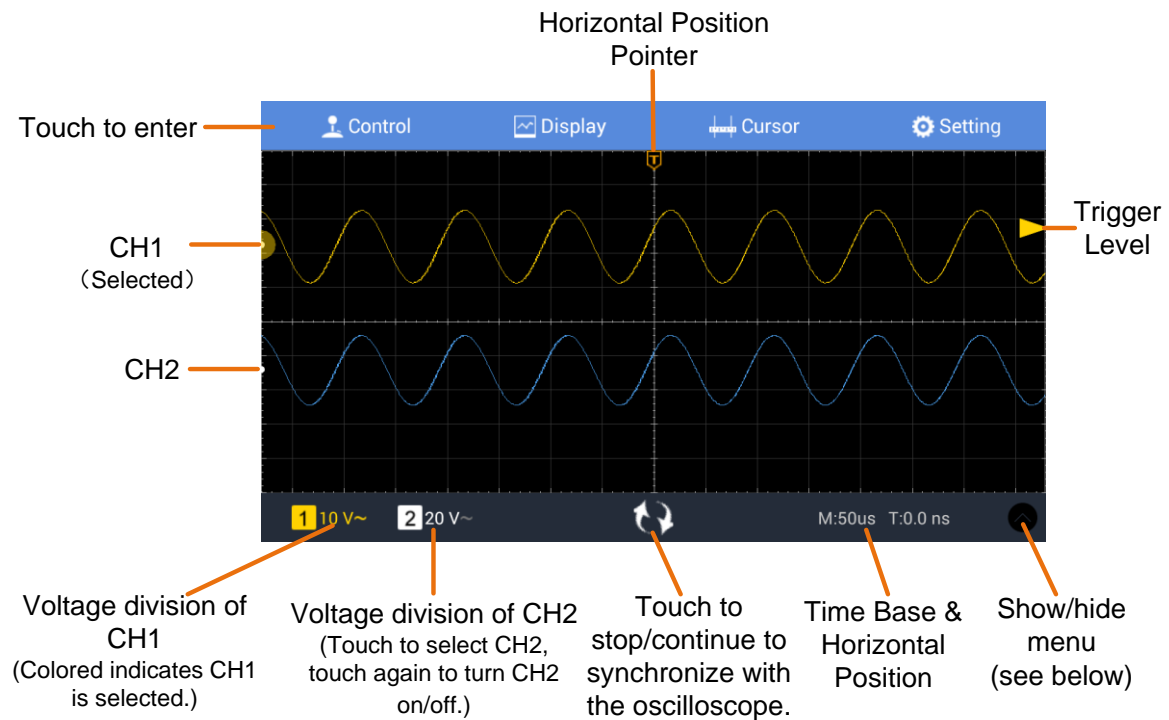 Horizontal Position
Pointer
Touch to enter
Control
Display
Cursor
Setting
T
Trigger
Level
CH1
（Selected）
CH2
1 10 V~
2 20 V~
M:50us T:0.0 ns
Voltage division of
CH1
(Colored indicates CH1
is selected.)
Voltage division of CH2
(Touch to select CH2,
touch again to turn CH2
on/off.)
Touch to
stop/continue to
synchronize with
the oscilloscope.
Time Base &
Horizontal
Position
Show/hide
menu
(see below)